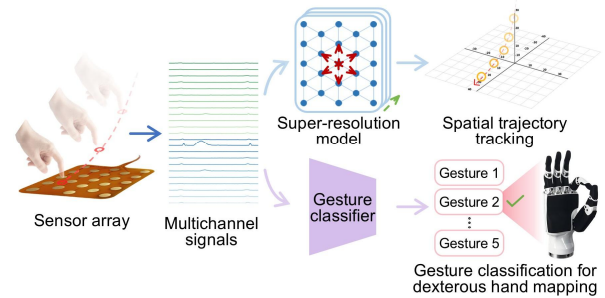 Super-resolution
model
Spatial trajectory
tracking
Sensor array
Multichannel
signals
Gesture
classifier
Gesture 1
Gesture 2
Gesture 5
Gesture classification for
dexterous hand mapping